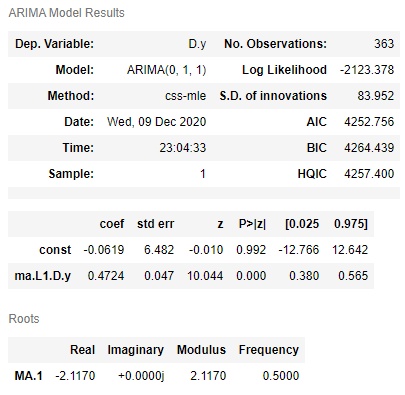 ARIMA Model Results
Dep. Variable: D.y No. Observations: 363
Model: ARIMA(0, 1, 1) Log Likelihood -2123.378
Method: css-mle S.D. of innovations 83.952
Date: Wed, 09 Dec 2020 AIC 4252.756
Time: 23:04:33 BIC 4264.439
Sample: 1 HQIC 4257.400
coef std err z P>|z| [0.025 0.975]
const -0.0619 6.482 -0.010 0.992 -12.766 12.642
ma.L1.D.y 0.4724 0.047 10.044 0.000 0.380 0.565
Roots
Real Imaginary Modulus Frequency
MA.1 -2.1170 +0.0000j 2.1170 0.5000